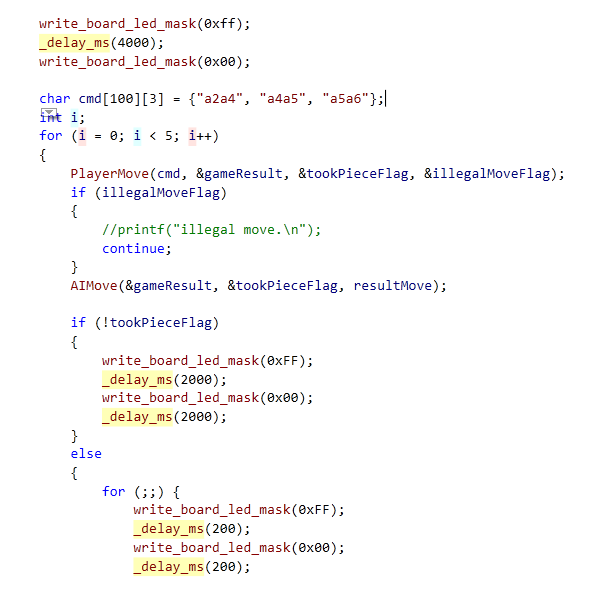 write_board_led_mask(0xff);
_delay_ms(4000);
write_board_led_mask(0x00);
char cmd[100][3] = {"a2a4", "a4a5", "a5a6"};
int i;
for (i = 0; i < 5; i++)
{
PlayerMove(cmd, &gameResult, &tookPieceFlag, &illegalMoveFlag);
if (illegalMoveFlag)
{
//printf("illegal move.\n");
continue;
}
AIMove(&gameResult, &tookPieceFlag, resultMove);
if (!tookPieceFlag)
{
write_board_led_mask(0xFF);
_delay_ms(2000);
write_board_led_mask(0x00);
_delay_ms(2000);
}
else
{
for (;;) {
write_board_led_mask(0xFF);
_delay_ms(200);
write_board_led_mask(0x00);
_delay_ms(200);